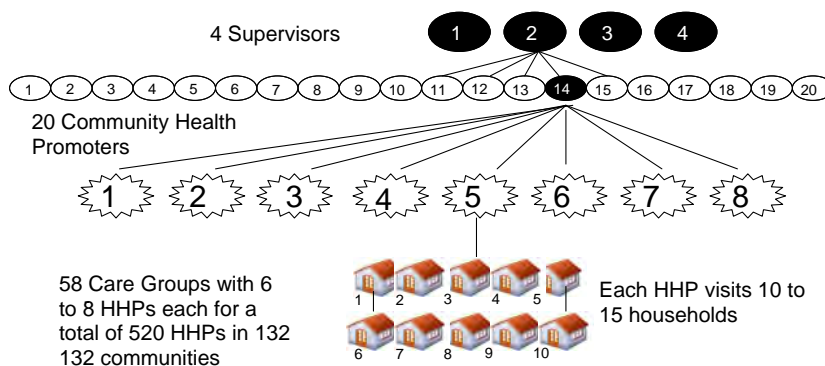 4 Supervisors
1 2 3 4
1 2 3 4 5 6 7 8 9 10 11 12 13 14 15 16 17 18 19 20
20 Community Health
Promoters
1 2 3 4 5 6 7 8
58 Care Groups with 6
to 8 HHPs each for a
total of 520 HHPs in 132
132 communities
1 2 3 4 5
6 7 8 9 10
Each HHP visits 10 to
15 households